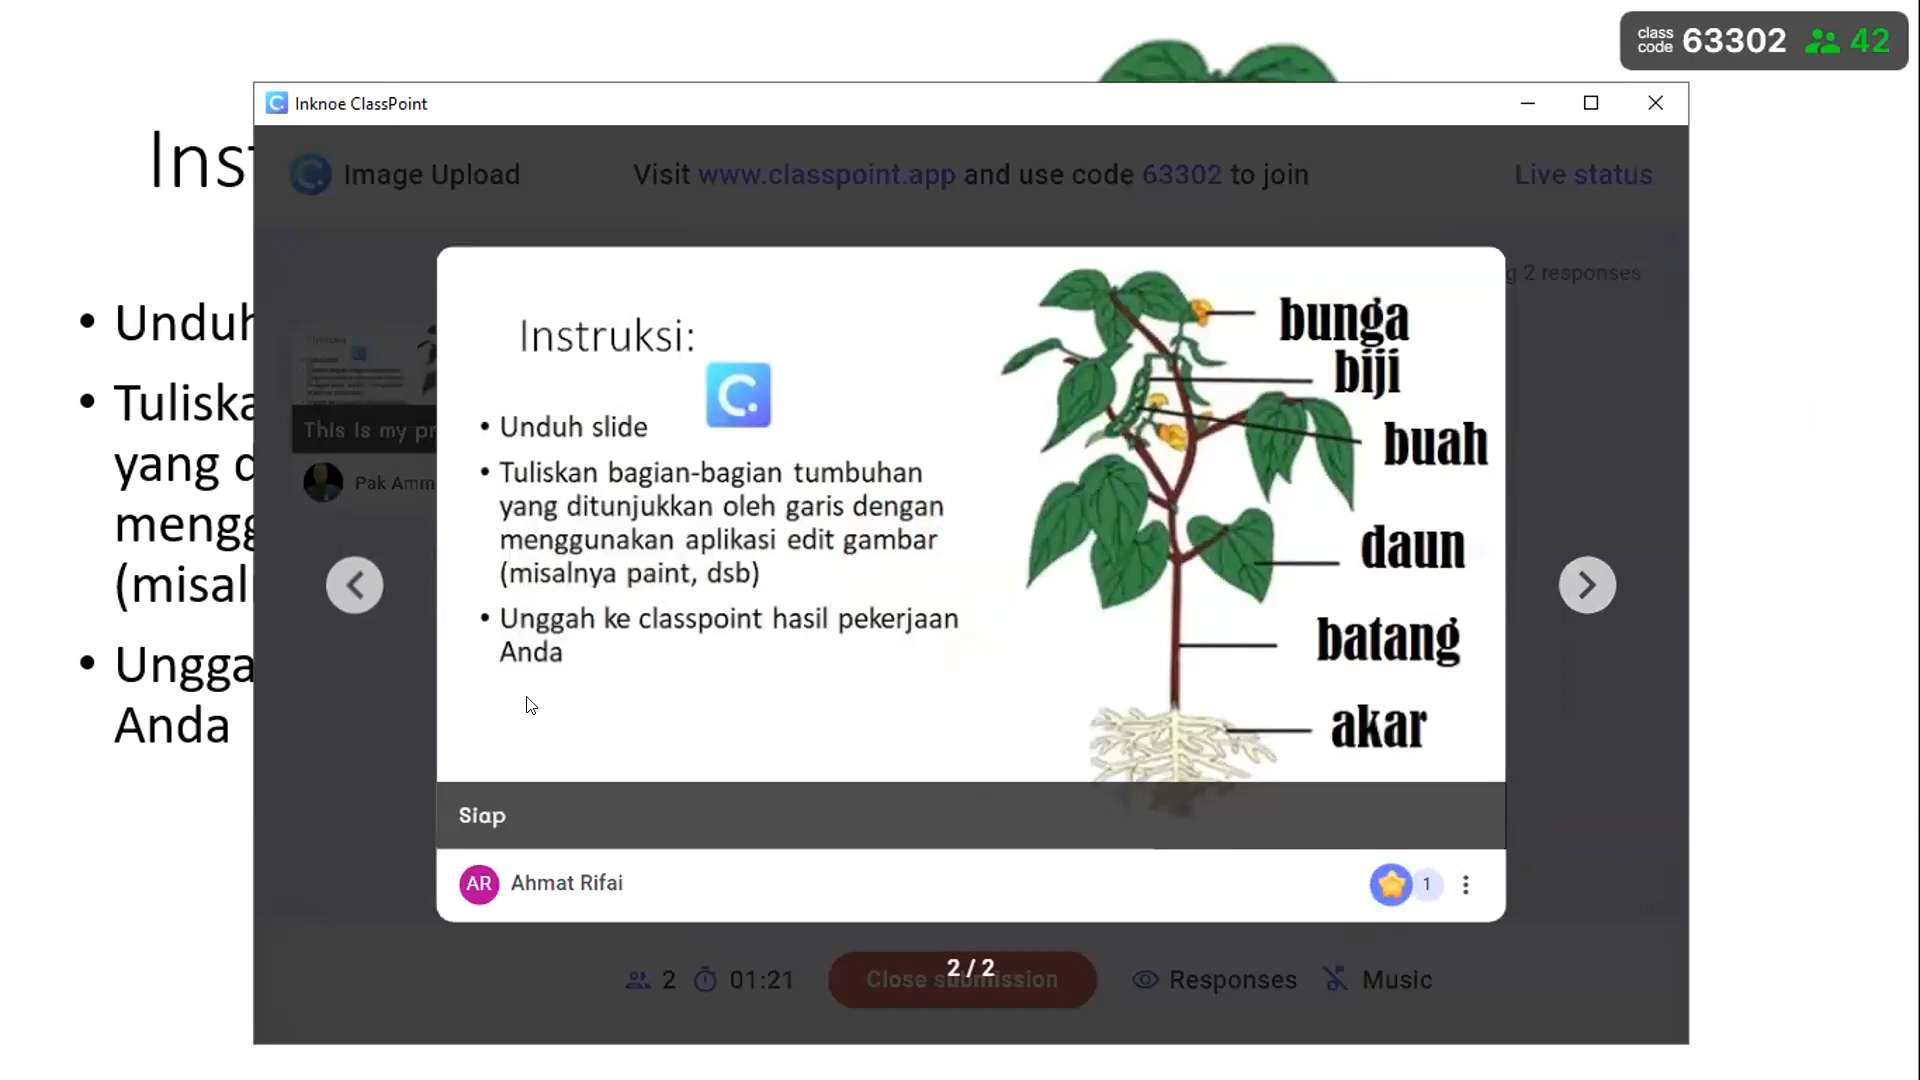 class
code 63302 42
Inknoe ClassPoint
Image Upload
Visit www.classpoint.app and use code 63302 to join
Live status
Instruksi:
• Unduh slide
• Tuliskan bagian-bagian tumbuhan
yang ditunjukkan oleh garis dengan
menggunakan aplikasi edit gambar
(misalnya paint, dsb)
• Unggah ke classpoint hasil pekerjaan
Anda
bunga
biji
buah
daun
batang
akar
Siap
AR Ahmat Rifai
1
2 / 2
2 01:21
Close submission
Responses
Music
2 responses
This is my pr
Pak Amm
Ins
• Unduh
• Tuliska
yang d
mengg
(misal
• Ungga
Anda